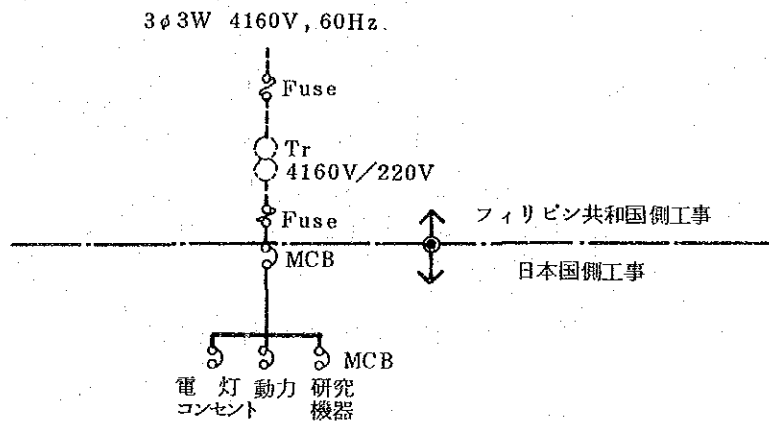 3φ3W 4160V, 60Hz
Fuse
Tr
4160V/220V
Fuse
フィリピン共和国側工事
MCB
日本国側工事
MCB
電灯 動力 研究
コンセント 機器